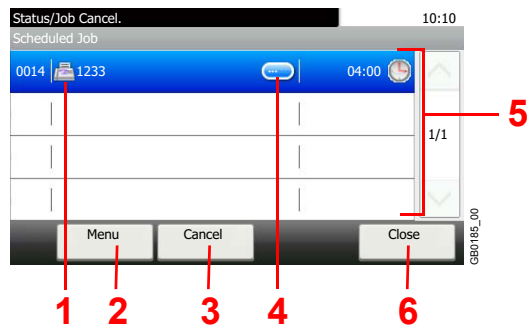 Status/Job Cancel. 10:10
Scheduled Job
0014 1233 ... 04:00
5
1/1
Menu Cancel Close
GB0185_00
1 2 3 4 6